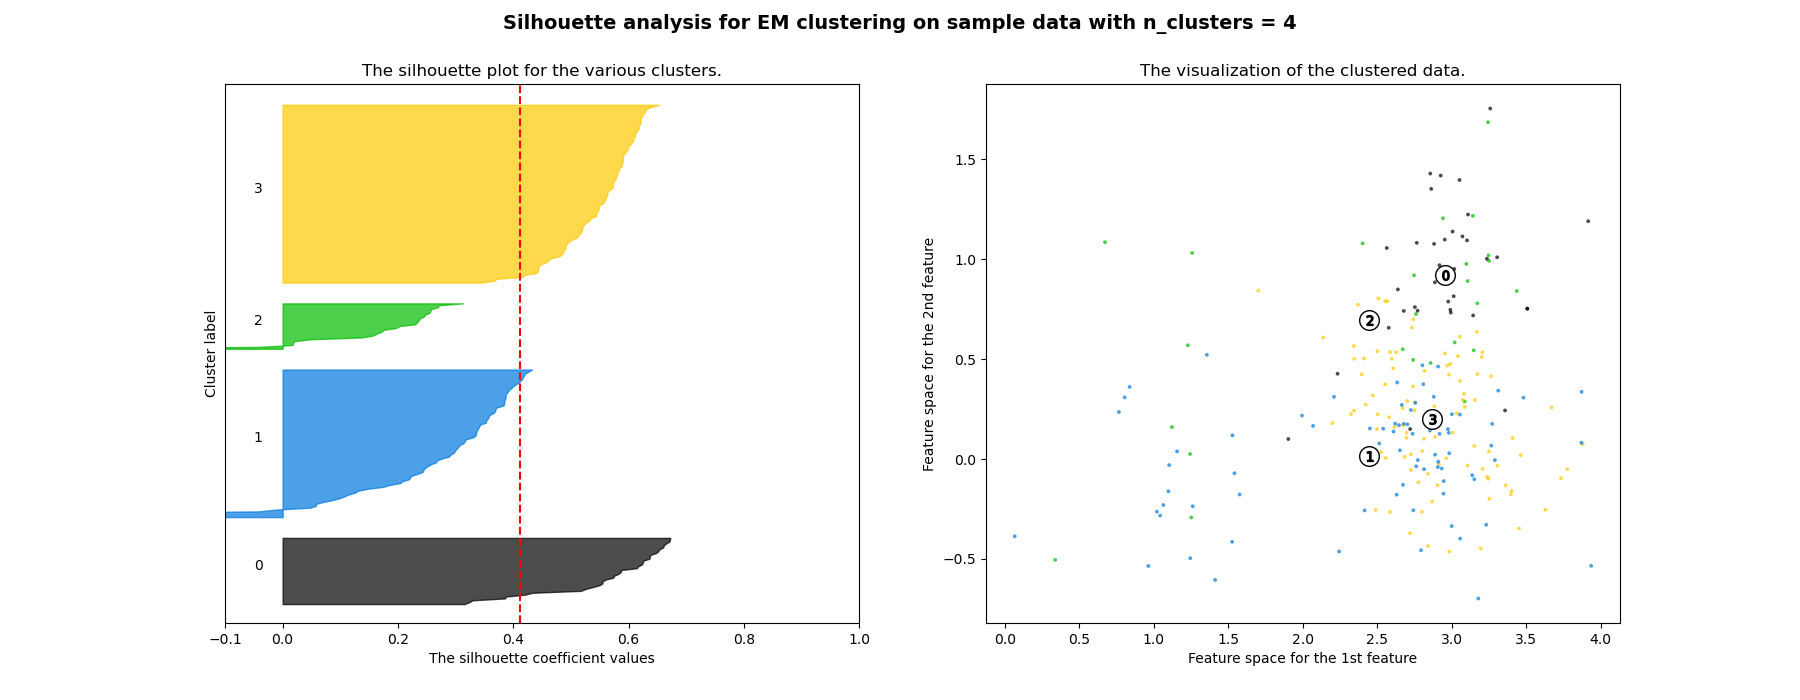 Silhouette analysis for EM clustering on sample data with n_clusters = 4
The silhouette plot for the various clusters.
Cluster label
3
2
1
0
−0.1 0.0 0.2 0.4 0.6 0.8 1.0
The silhouette coefficient values
The visualization of the clustered data.
Feature space for the 2nd feature
1.5
1.0
0.5
0.0
−0.5
0
2
3
1
0.0 0.5 1.0 1.5 2.0 2.5 3.0 3.5 4.0
Feature space for the 1st feature